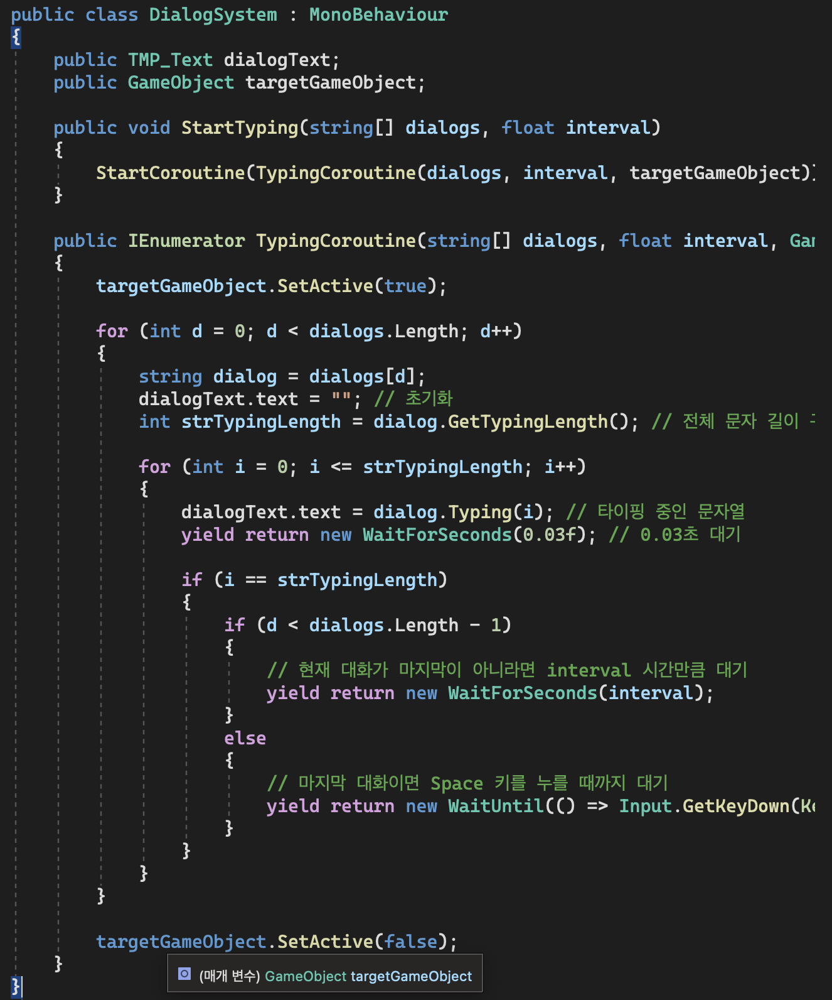 public class DialogSystem : MonoBehaviour
{
    public TMP_Text dialogText;
    public GameObject targetGameObject;
    public void StartTyping(string[] dialogs, float interval)
    {
        StartCoroutine(TypingCoroutine(dialogs, interval, targetGameObject))
    }
    public IEnumerator TypingCoroutine(string[] dialogs, float interval,
    {
        targetGameObject.SetActive(true);
        for (int d = 0; d < dialogs.Length; d++)
        {
            string dialog = dialogs[d];
            dialogText.text = ""; // 초기화
            int strTypingLength = dialog.GetTypingLength(); // 전체 문자 길이
            for (int i = 0; i <= strTypingLength; i++)
            {
                dialogText.text = dialog.Typing(i); // 타이핑 중인 문자열
                yield return new WaitForSeconds(0.03f); // 0.03초 대기
                if (i == strTypingLength)
                {
                    if (d < dialogs.Length - 1)
                    {
                        // 현재 대화가 마지막이 아니라면 interval 시간만큼 대기
                        yield return new WaitForSeconds(interval);
                    }
                    else
                    {
                        // 마지막 대화이면 Space 키를 누를 때까지 대기
                        yield return new WaitUntil(() => Input.GetKeyDown(
                    }
                }
            }
        }
        targetGameObject.SetActive(false);
    }
(매개 변수) GameObject targetGameObject
}